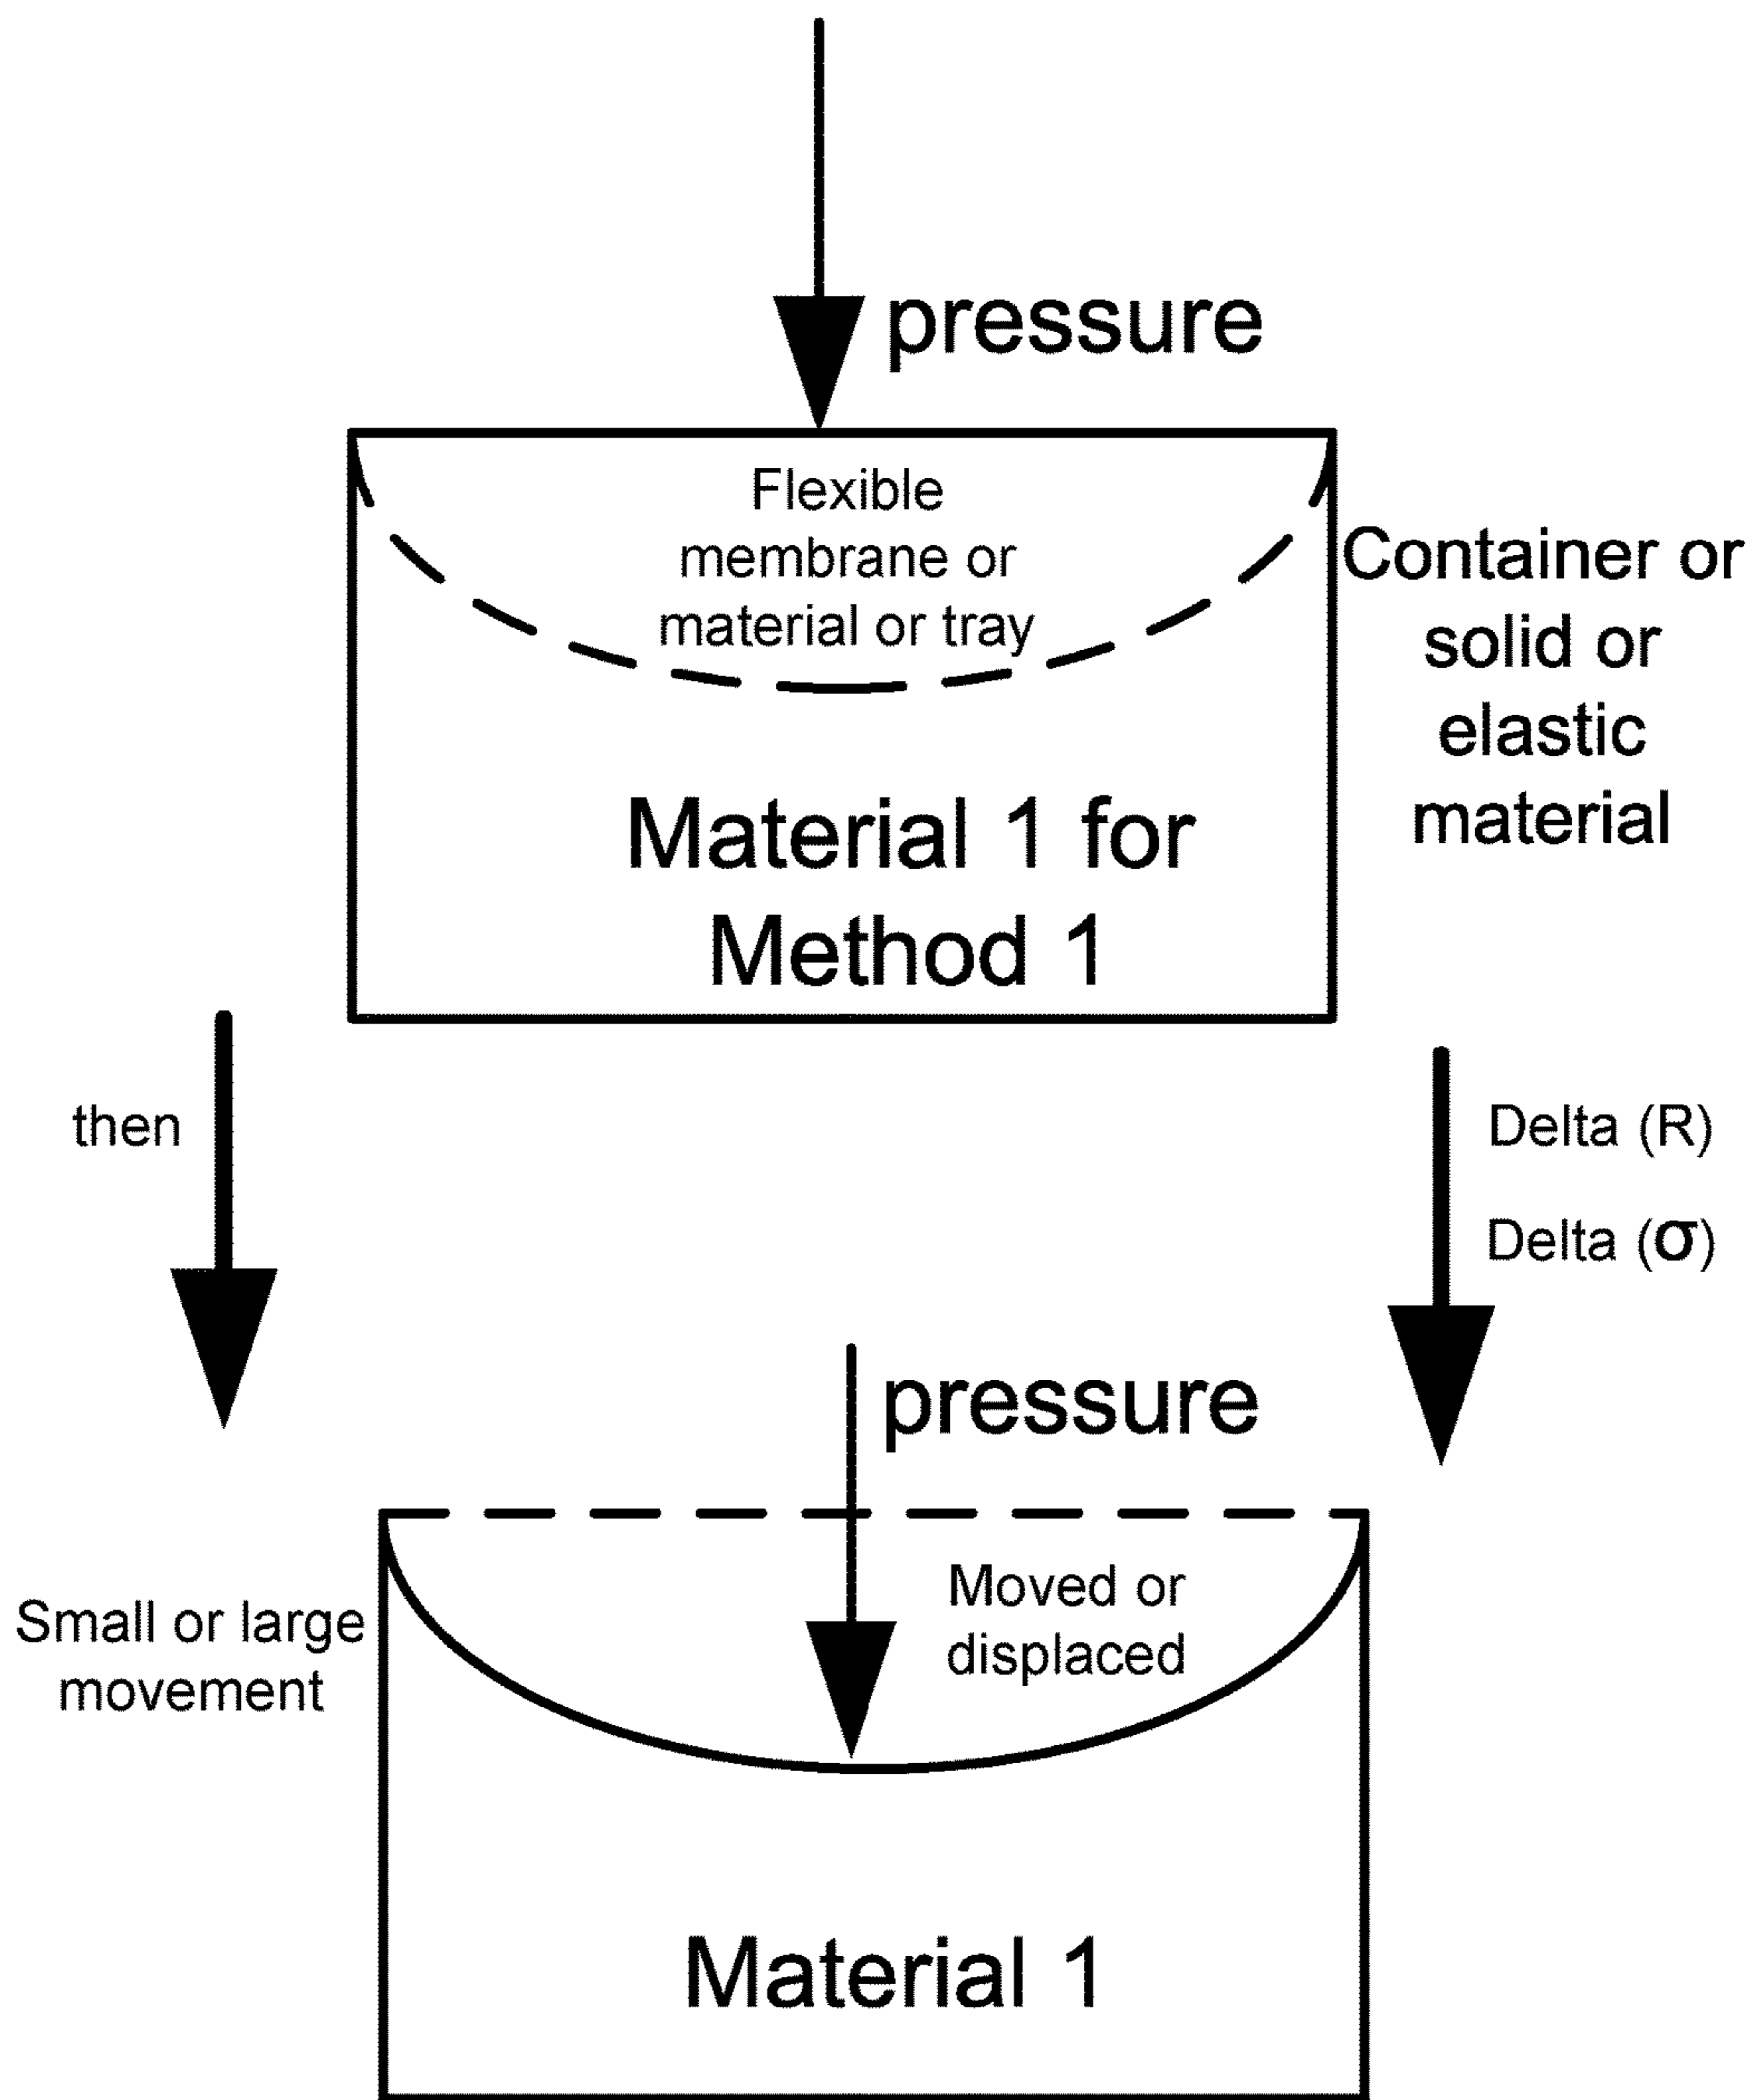 pressure
Flexible
membrane or
material or tray
Container or
solid or
elastic
material
Material 1 for
Method 1
then
Delta (R)
Delta (σ)
pressure
Moved or
displaced
Small or large
movement
Material 1